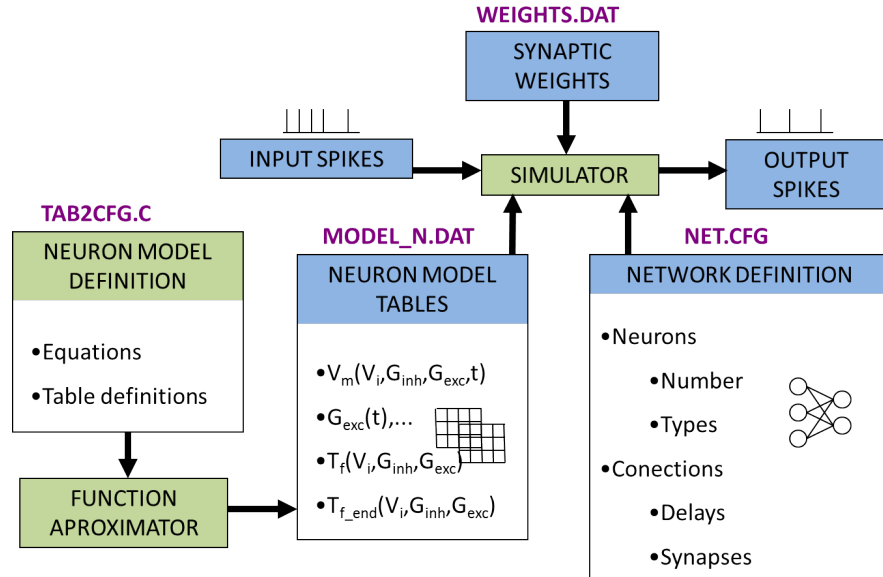 WEIGHTS.DAT
SYNAPTIC
WEIGHTS
INPUT SPIKES
SIMULATOR
OUTPUT
SPIKES
TAB2CFG.C
NEURON MODEL
DEFINITION
•Equations
•Table definitions
FUNCTION
APROXIMATOR
MODEL_N.DAT
NEURON MODEL
TABLES
•Vm(Vi,Ginh,Gexc,t)
•Gexc(t),...
•Tf(Vi,Ginh,Gexc)
•Tf_end(Vi,Ginh,Gexc)
NET.CFG
NETWORK DEFINITION
•Neurons
•Number
•Types
•Conections
•Delays
•Synapses